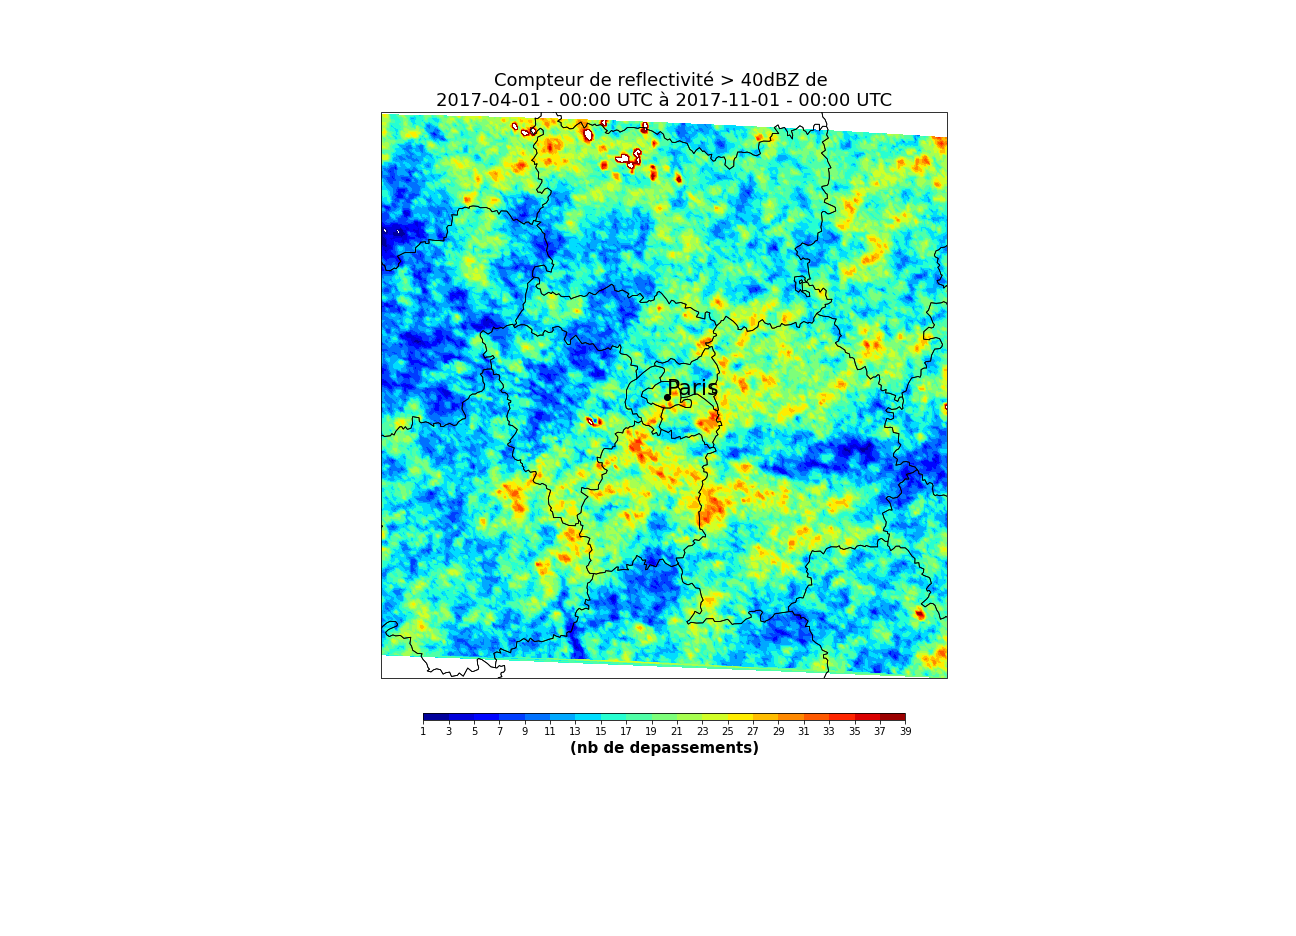 Compteur de reflectivité > 40dBZ de
2017-04-01 - 00:00 UTC à 2017-11-01 - 00:00 UTC
Paris
1 3 5 7 9 11 13 15 17 19 21 23 25 27 29 31 33 35 37 39
(nb de depassements)